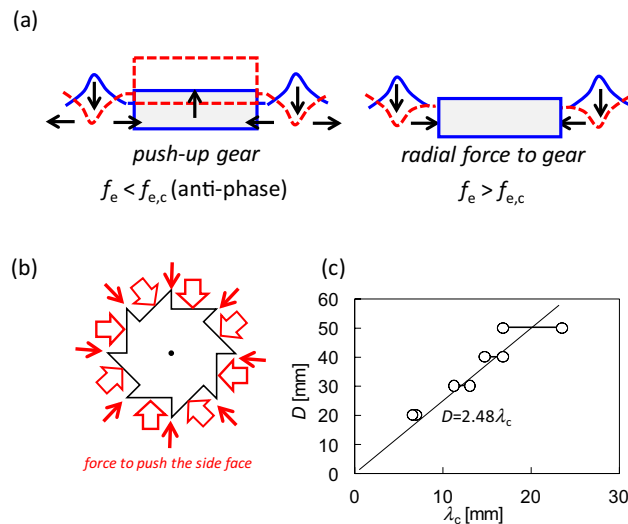 (a)
push-up gear
radial force to gear
fe < fe,c (anti-phase)
fe > fe,c
(b)
force to push the side face
(c)
60
50
40
30
20
10
0
D [mm]
D=2.48λc
0
10
20
30
λc [mm]